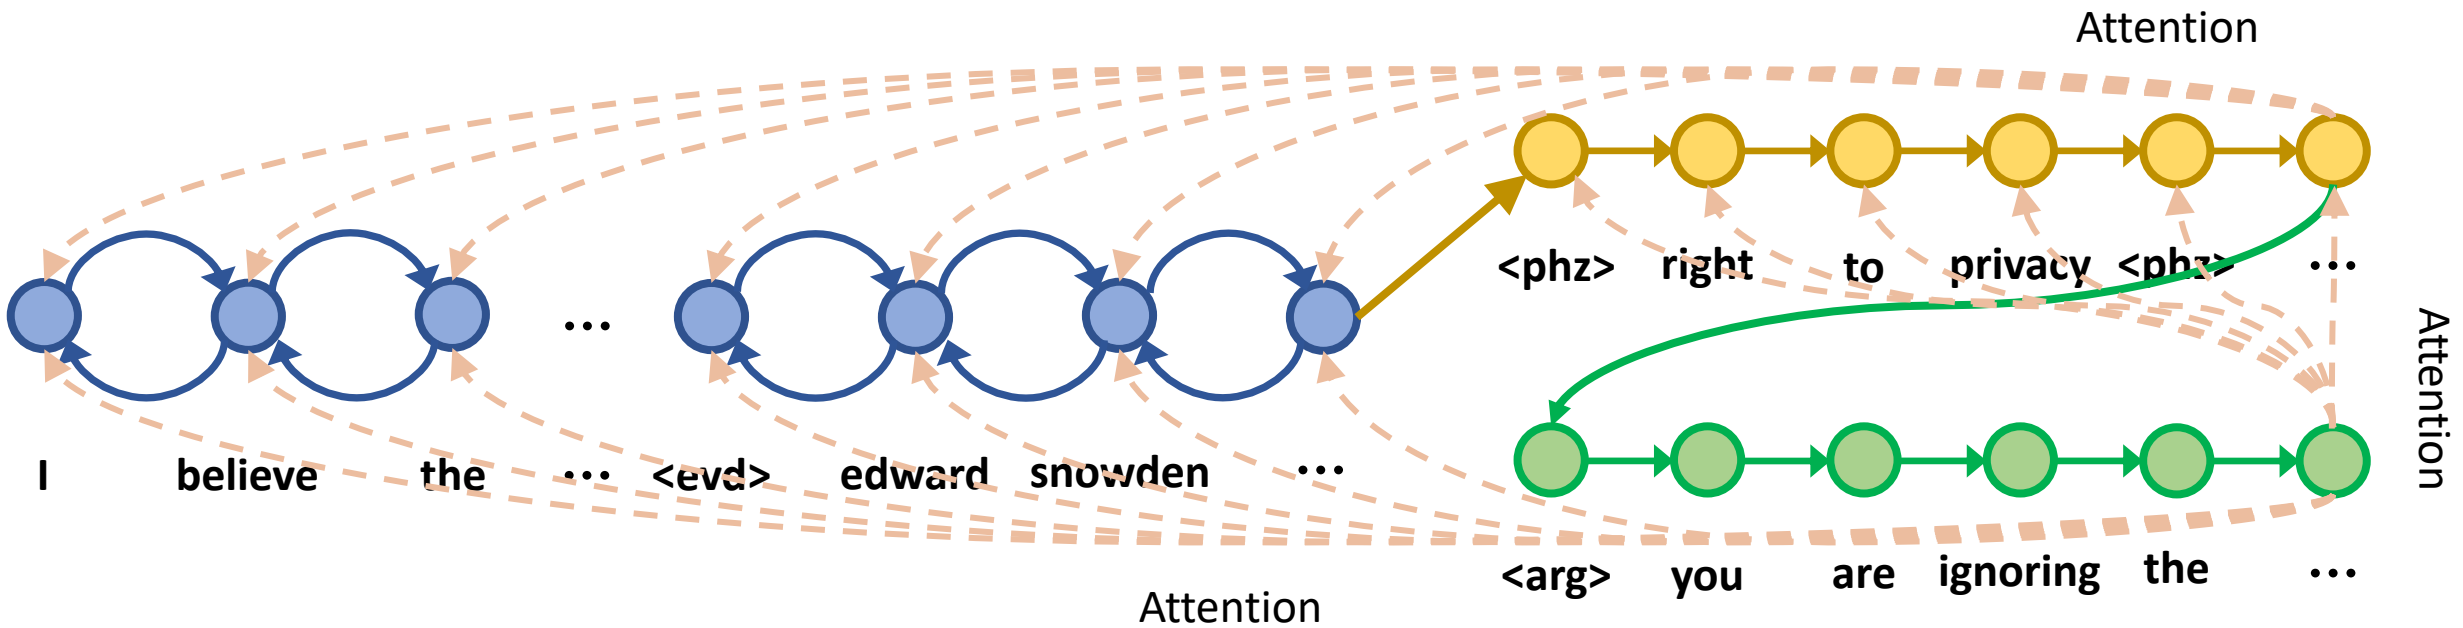 Attention
<phz> right to privacy <phz> ...
...
Attention
I believe the ... <evd> edward snowden ...
<arg> you are ignoring the ...
Attention